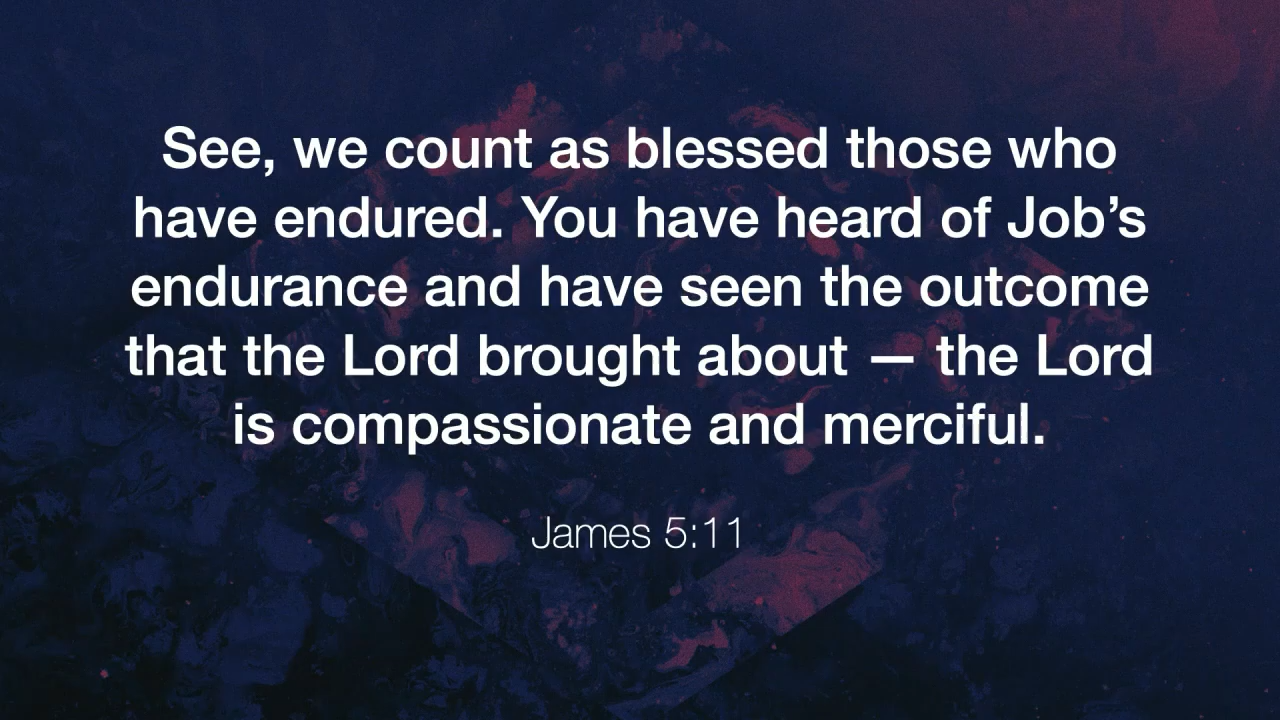 See, we count as blessed those who
have endured. You have heard of Job’s
endurance and have seen the outcome
that the Lord brought about — the Lord
is compassionate and merciful.
James 5:11